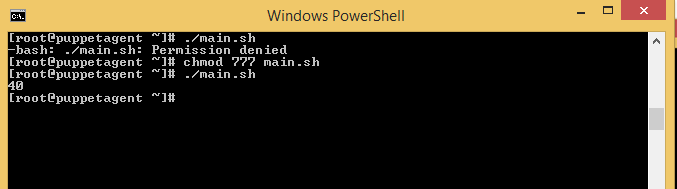 Windows PowerShell
[root@puppetagent ~]# ./main.sh
-bash: ./main.sh: Permission denied
[root@puppetagent ~]# chmod 777 main.sh
[root@puppetagent ~]# ./main.sh
40
[root@puppetagent ~]#